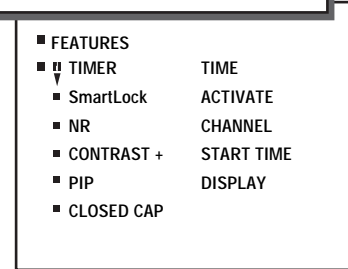 FEATURES
TIMER TIME
SmartLock ACTIVATE
NR CHANNEL
CONTRAST + START TIME
PIP DISPLAY
CLOSED CAP